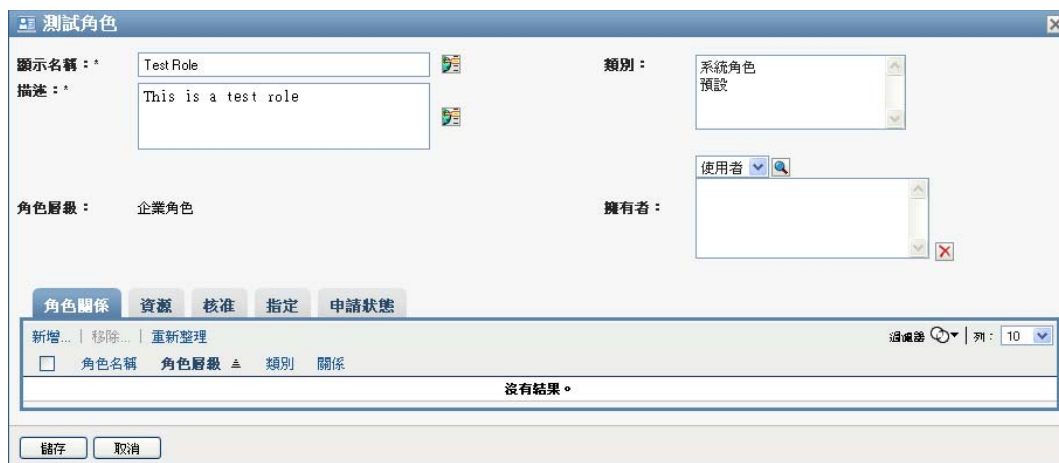 測試角色
顯示名稱：* Test Role 類別： 系統角色
預設
描述：* This is a test role
使用者
角色層級： 企業角色 擁有者：
角色關係 資源 核准 指定 申請狀態
新增... | 移除... | 重新整理 過濾器 | 列： 10
角色名稱 角色層級 類別 關係
沒有結果。
儲存 取消